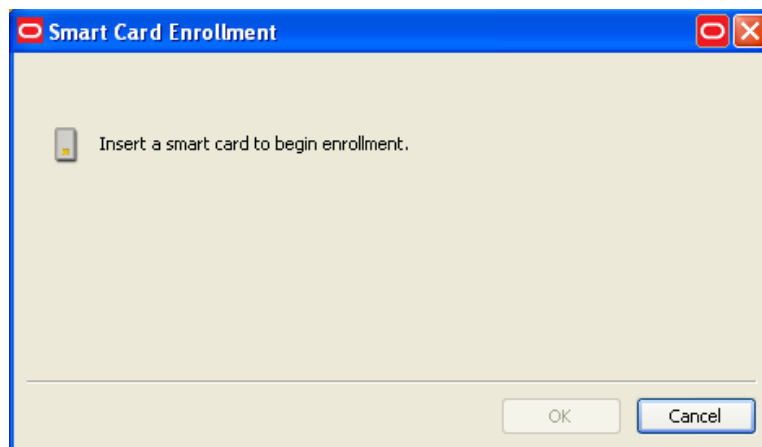 Smart Card Enrollment
Insert a smart card to begin enrollment.
OK
Cancel